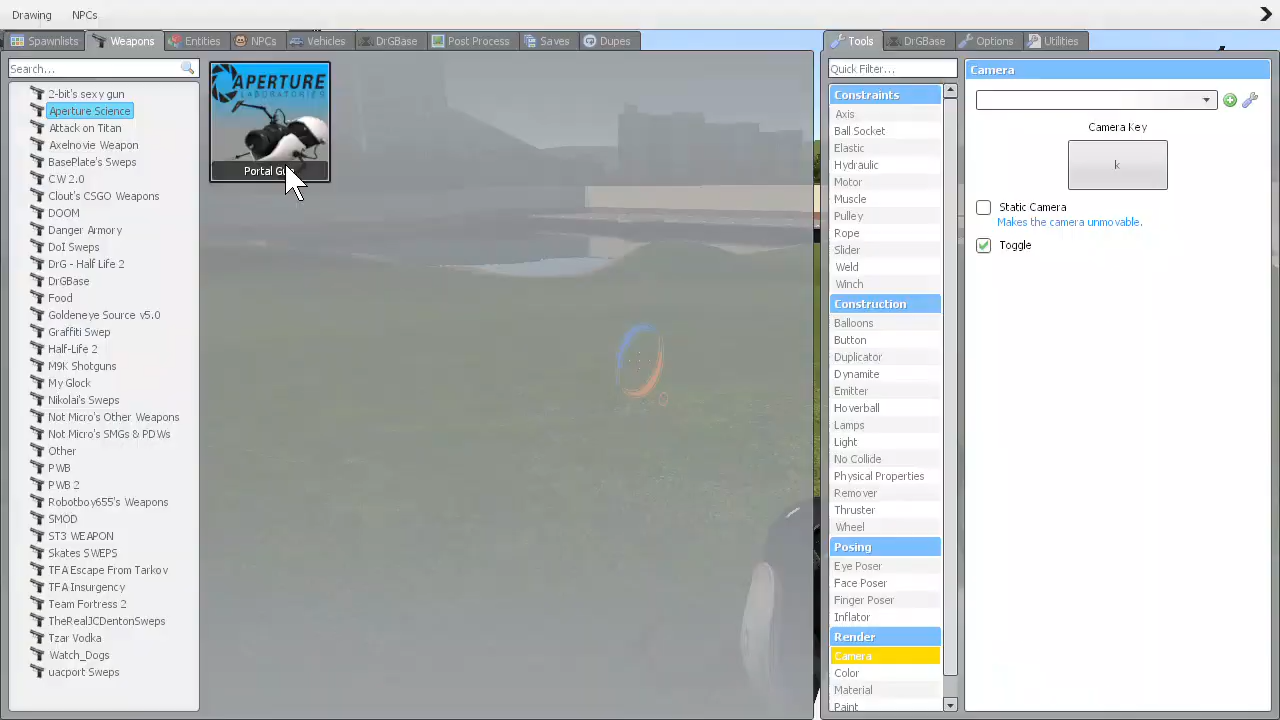 Drawing NPCs
Spawnlists Weapons Entities NPCs Vehicles DrGBase Post Process Saves Dupes
Search...
2-bit's sexy gun
Aperture Science
Attack on Titan
Axelnovie Weapon
BasePlate's Sweps
CW 2.0
Clout's CSGO Weapons
DOOM
Danger Armory
DoI Sweps
DrG - Half Life 2
DrGBase
Food
Goldeneye Source v5.0
Graffiti Swep
Half-Life 2
M9K Shotguns
My Glock
Nikolai's Sweps
Not Micro's Other Weapons
Not Micro's SMGs & PDWs
Other
PWB
PWB 2
Robotboy655's Weapons
SMOD
ST3 WEAPON
Skates SWEPS
TFA Escape From Tarkov
TFA Insurgency
Team Fortress 2
TheRealJCDentonSweps
Tzar Vodka
Watch_Dogs
uacport Sweps
APERTURE
LABORATORIES
Portal
Tools DrGBase Options Utilities
Quick Filter...
Constraints
Axis
Ball Socket
Elastic
Hydraulic
Motor
Muscle
Pulley
Rope
Slider
Weld
Winch
Construction
Balloons
Button
Duplicator
Dynamite
Emitter
Hoverball
Lamps
Light
No Collide
Physical Properties
Remover
Thruster
Wheel
Posing
Eye Poser
Face Poser
Finger Poser
Inflator
Render
Camera
Color
Material
Paint
Camera
Camera Key
k
Static Camera
Makes the camera unmovable.
Toggle